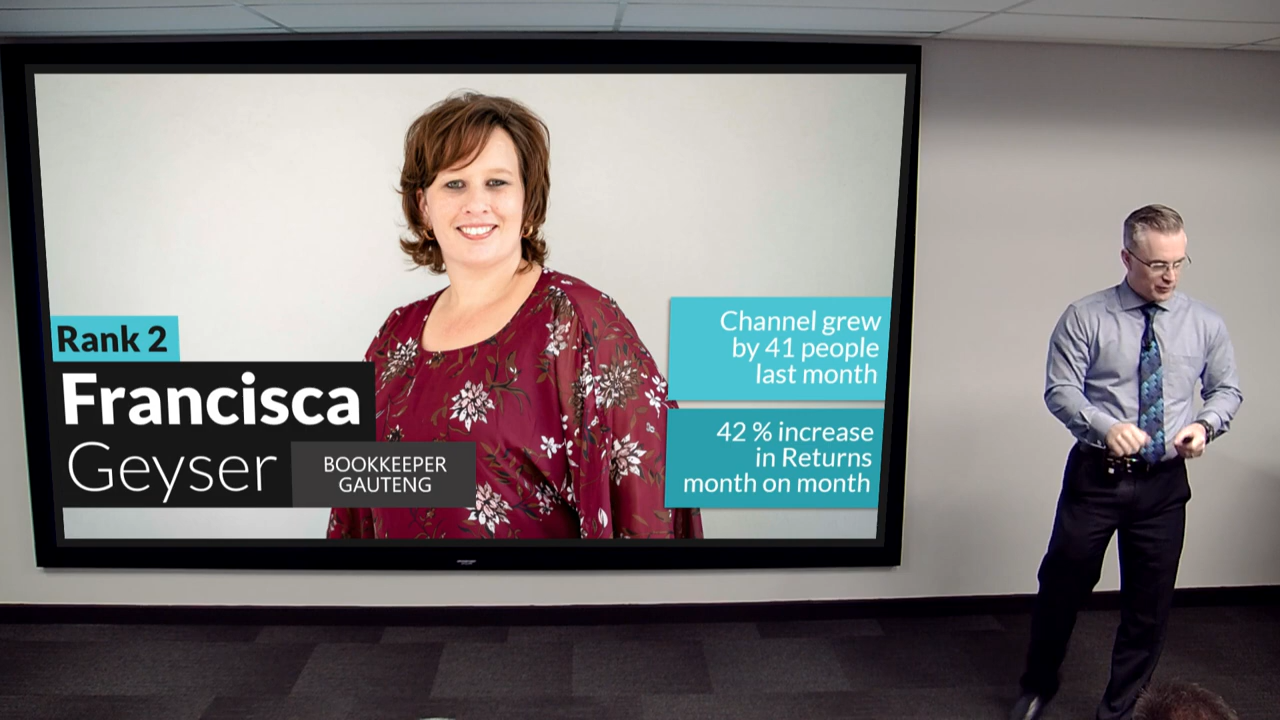 Rank 2
Francisca
Geyser
BOOKKEEPER
GAUTENG
Channel grew
by 41 people
last month
42 % increase
in Returns
month on month